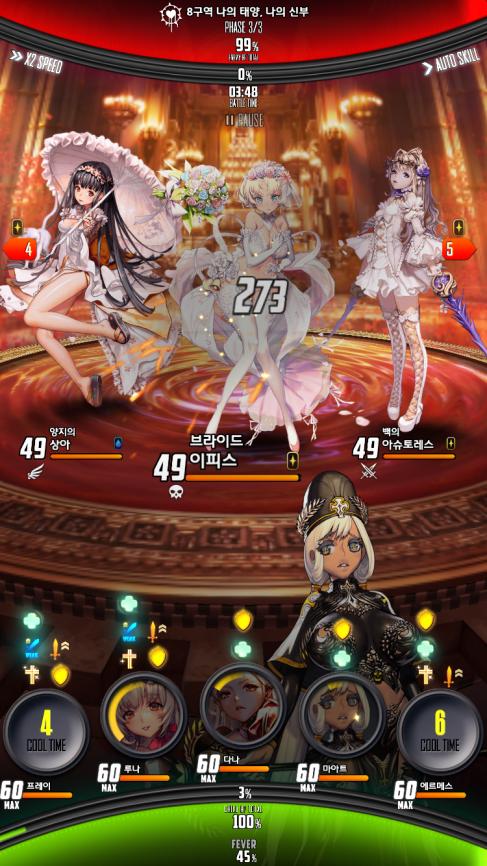 8구역 나의 태양, 나의 신부
PHASE 3/3
99%
X2 SPEED
0%
AUTO SKILL
03:48
BATTLE TIME
PAUSE
4
5
273
양지의
49 상아
브라이드
49 이피스
백의
49 아슈토레스
4
COOL TIME
6
COOL TIME
60 MAX 프레이
60 MAX 루나
60 MAX 다나
60 MAX 마아트
60 MAX 에르메스
3%
100%
FEVER
45%